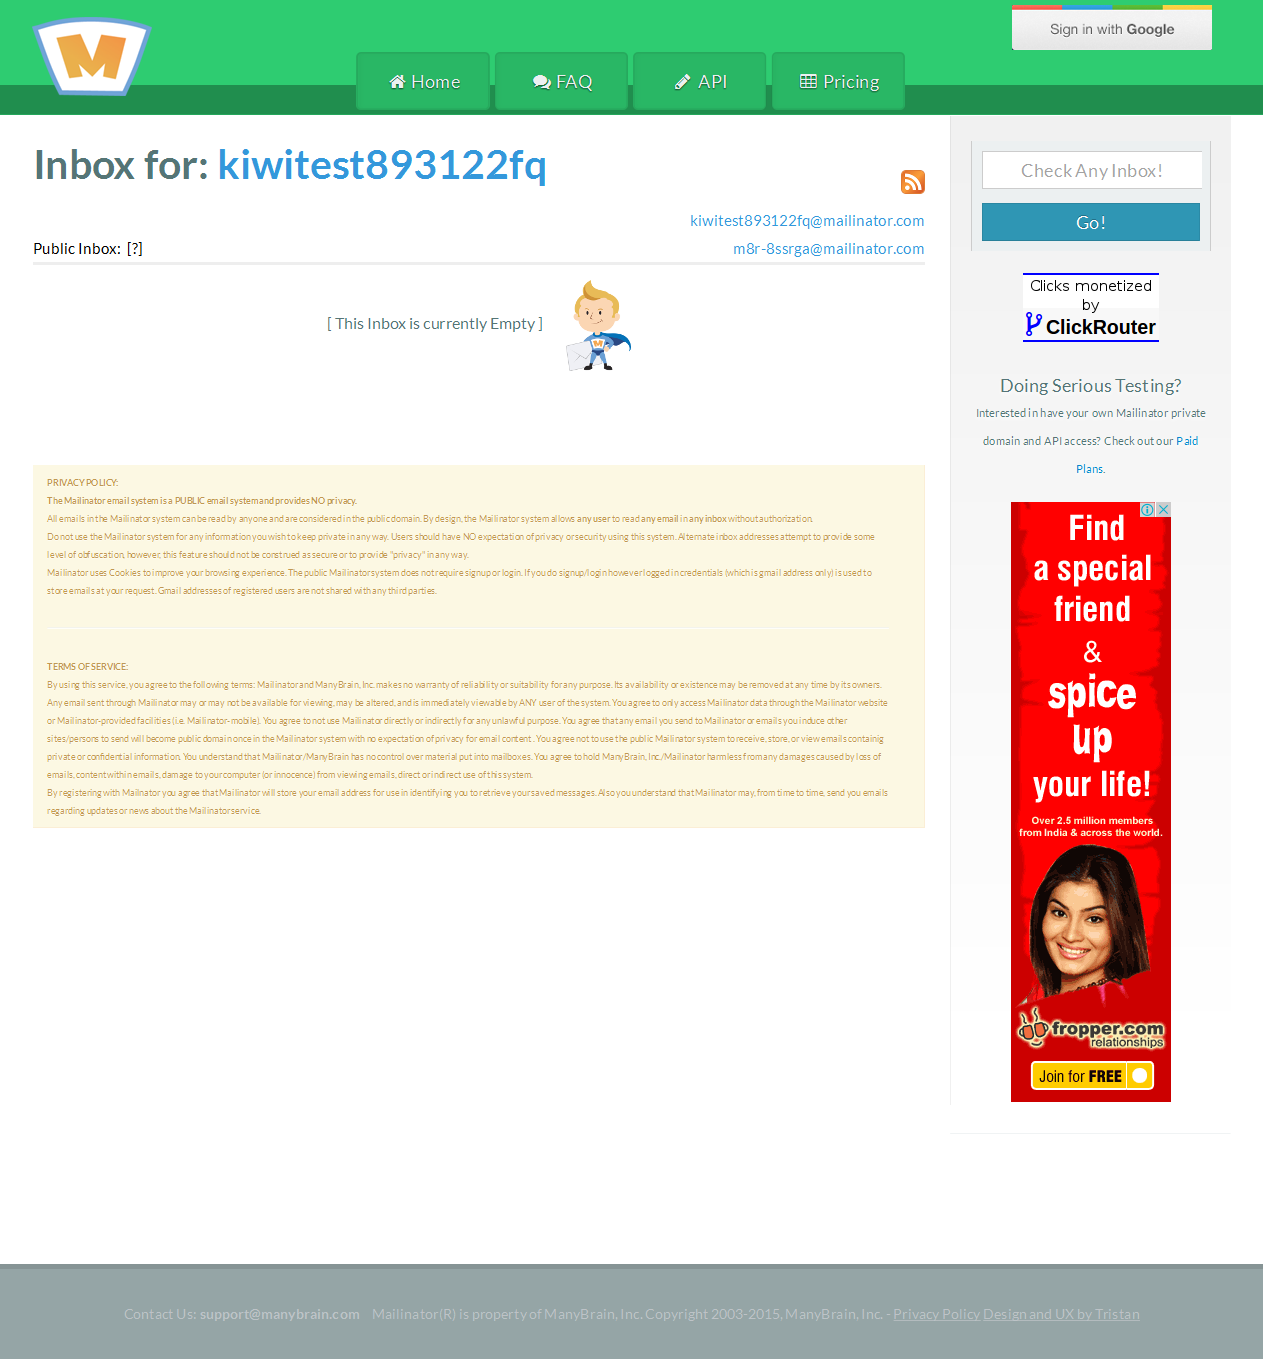 M
Sign in with Google
Home
FAQ
API
Pricing
Inbox for: kiwitest893122fq
kiwitest893122fq@mailinator.com
Public Inbox: [?]
m8r-8ssrga@mailinator.com
[ This Inbox is currently Empty ]
M
PRIVACY POLICY:
The Mailinator email system is a PUBLIC email system and provides NO privacy.
All emails in the Mailinator system can be read by anyone and are considered in the public domain. By design, the Mailinator system allows any user to read any email in any inbox without authorization.
Do not use the Mailinator system for any information you wish to keep private in any way. Users should have NO expectation of privacy or security using this system. Alternate inbox addresses attempt to provide some
level of obfuscation, however, this feature should not be construed as secure or to provide "privacy" in any way.
Mailinator uses Cookies to improve your browsing experience. The public Mailinator system does not require signup or login. If you do signup/login however logged in credentials (which is gmail address only) is used to
store emails at your request. Gmail addresses of registered users are not shared with any third parties.
TERMS OF SERVICE:
By using this service, you agree to the following terms: Mailinator and ManyBrain, Inc. makes no warranty of reliability or suitability for any purpose. Its availability or existence may be removed at any time by its owners.
Any email sent through Mailinator may or may not be available for viewing, may be altered, and is immediately viewable by ANY user of the system. You agree to only access Mailinator data through the Mailinator website
or Mailinator-provided facilities (i.e. Mailinator-mobile). You agree to not use Mailinator directly or indirectly for any unlawful purpose. You agree that any email you send to Mailinator or emails you induce other
sites/persons to send will become public domain once in the Mailinator system with no expectation of privacy for email content . You agree not to use the public Mailinator system to receive, store, or view emails containig
private or confidential information. You understand that Mailinator/ManyBrain has no control over material put into mailboxes. You agree to hold ManyBrain, Inc./Mailinator harmless from any damages caused by loss of
emails, content within emails, damage to your computer (or innocence) from viewing emails, direct or indirect use of this system.
By registering with Mailnator you agree that Mailinator will store your email address for use in identifying you to retrieve your saved messages. Also you understand that Mailinator may, from time to time, send you emails
regarding updates or news about the Mailinator service.
Check Any Inbox!
Go!
Clicks monetized
by
ClickRouter
Doing Serious Testing?
Interested in have your own Mailinator private
domain and API access? Check out our Paid
Plans.
Find
a special
friend
&
spice
up
your life!
Over 2.5 million members
from India & across the world.
fropper.com
relationships
Join for FREE
Contact Us: support@manybrain.com Mailinator(R) is property of ManyBrain, Inc. Copyright 2003-2015, ManyBrain, Inc. - Privacy Policy Design and UX by Tristan